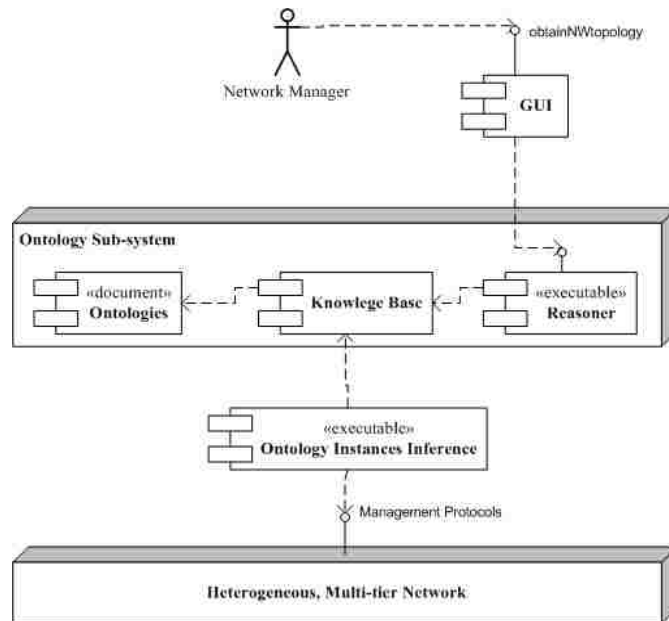 obtainNWtopology
Network Manager
GUI
Ontology Sub-system
«document»
Ontologies
Knowlege Base
«executable»
Reasoner
«executable»
Ontology Instances Inference
Management Protocols
Heterogeneous, Multi-tier Network